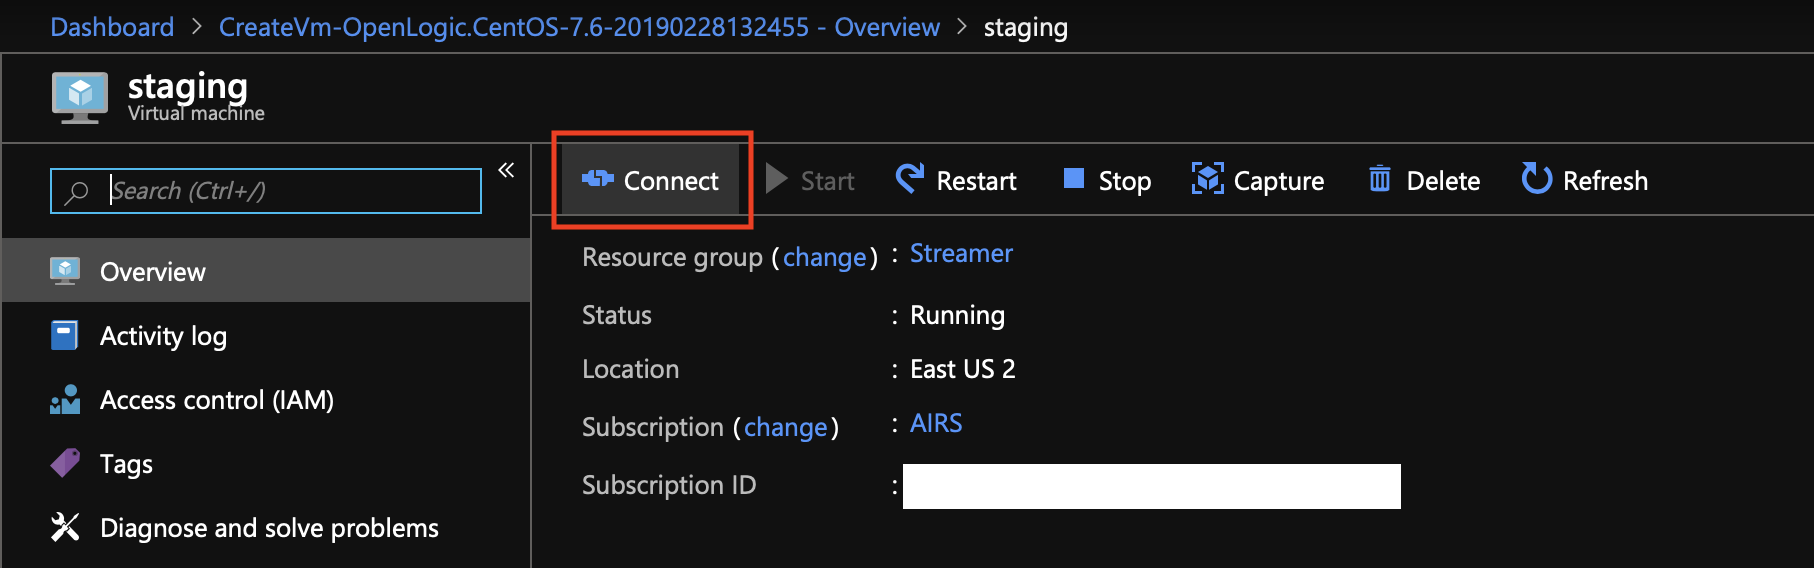 Dashboard > CreateVm-OpenLogic.CentOS-7.6-20190228132455 - Overview > staging
staging
Virtual machine
Search (Ctrl+/)
«
Overview
Activity log
Access control (IAM)
Tags
Diagnose and solve problems
Connect Start Restart Stop Capture Delete Refresh
Resource group (change) : Streamer
Status : Running
Location : East US 2
Subscription (change) : AIRS
Subscription ID :